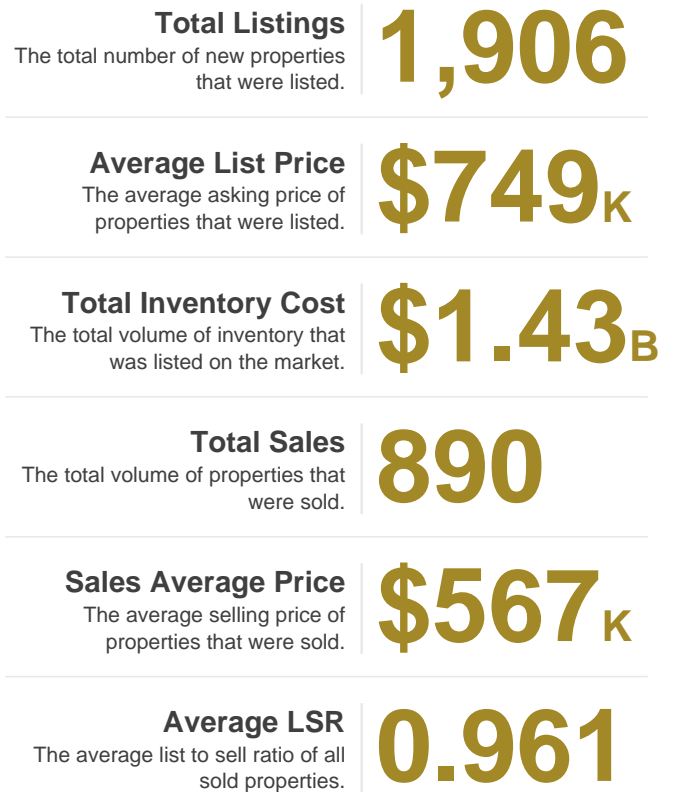 Total Listings
The total number of new properties
that were listed.
1,906
Average List Price
The average asking price of
properties that were listed.
$749K
Total Inventory Cost
The total volume of inventory that
was listed on the market.
$1.43B
Total Sales
The total volume of properties that
were sold.
890
Sales Average Price
The average selling price of
properties that were sold.
$567K
Average LSR
The average list to sell ratio of all
sold properties.
0.961